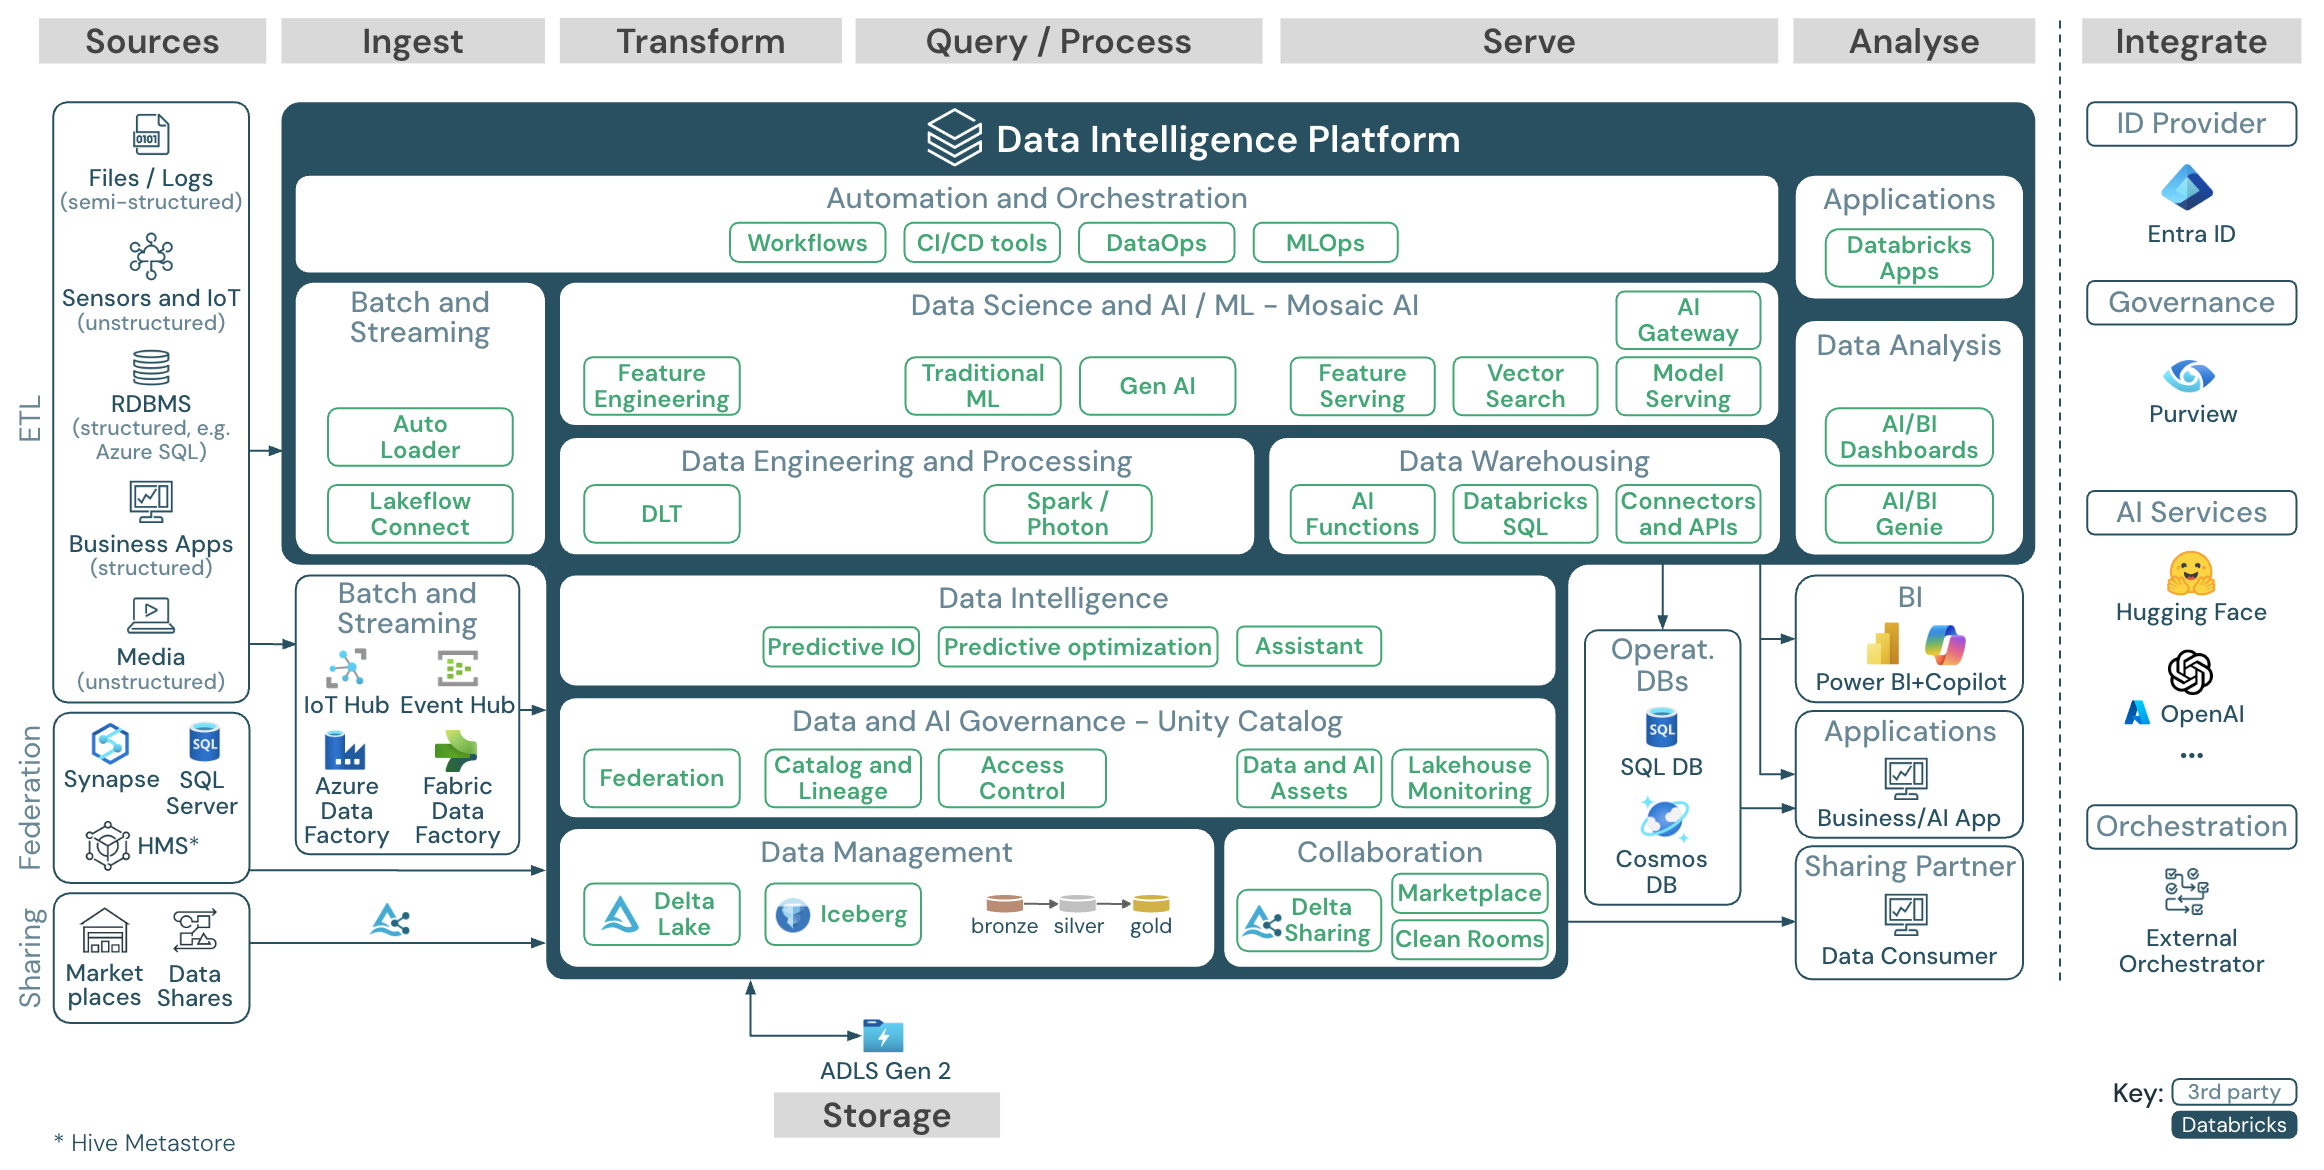 Sources
Ingest
Transform
Query / Process
Serve
Analyse
Integrate
ETL
Files / Logs
(semi-structured)
Sensors and IoT
(unstructured)
RDBMS
(structured, e.g.
Azure SQL)
Business Apps
(structured)
Media
(unstructured)
Federation
Synapse
SQL
SQL
Server
HMS*
Sharing
Market
places
Data
Shares
Data Intelligence Platform
Automation and Orchestration
Workflows
CI/CD tools
DataOps
MLOps
Batch and
Streaming
Auto
Loader
Lakeflow
Connect
Data Science and AI / ML - Mosaic AI
AI
Gateway
Feature
Engineering
Traditional
ML
Gen AI
Feature
Serving
Vector
Search
Model
Serving
Data Engineering and Processing
DLT
Spark /
Photon
Data Warehousing
AI
Functions
Databricks
SQL
Connectors
and APIs
Applications
Databricks
Apps
Data Analysis
AI/BI
Dashboards
AI/BI
Genie
Batch and
Streaming
IoT Hub
Event Hub
Azure
Data
Factory
Fabric
Data
Factory
Data Intelligence
Predictive IO
Predictive optimization
Assistant
Data and AI Governance - Unity Catalog
Federation
Catalog and
Lineage
Access
Control
Data and AI
Assets
Lakehouse
Monitoring
Data Management
Delta
Lake
Iceberg
bronze
silver
gold
Collaboration
Delta
Sharing
Marketplace
Clean Rooms
Operat.
DBs
SQL
SQL DB
Cosmos
DB
BI
Power BI+Copilot
Applications
Business/AI App
Sharing Partner
Data Consumer
ID Provider
Entra ID
Governance
Purview
AI Services
Hugging Face
OpenAI
...
Orchestration
External
Orchestrator
ADLS Gen 2
Storage
Key:
3rd party
Databricks
* Hive Metastore
0101